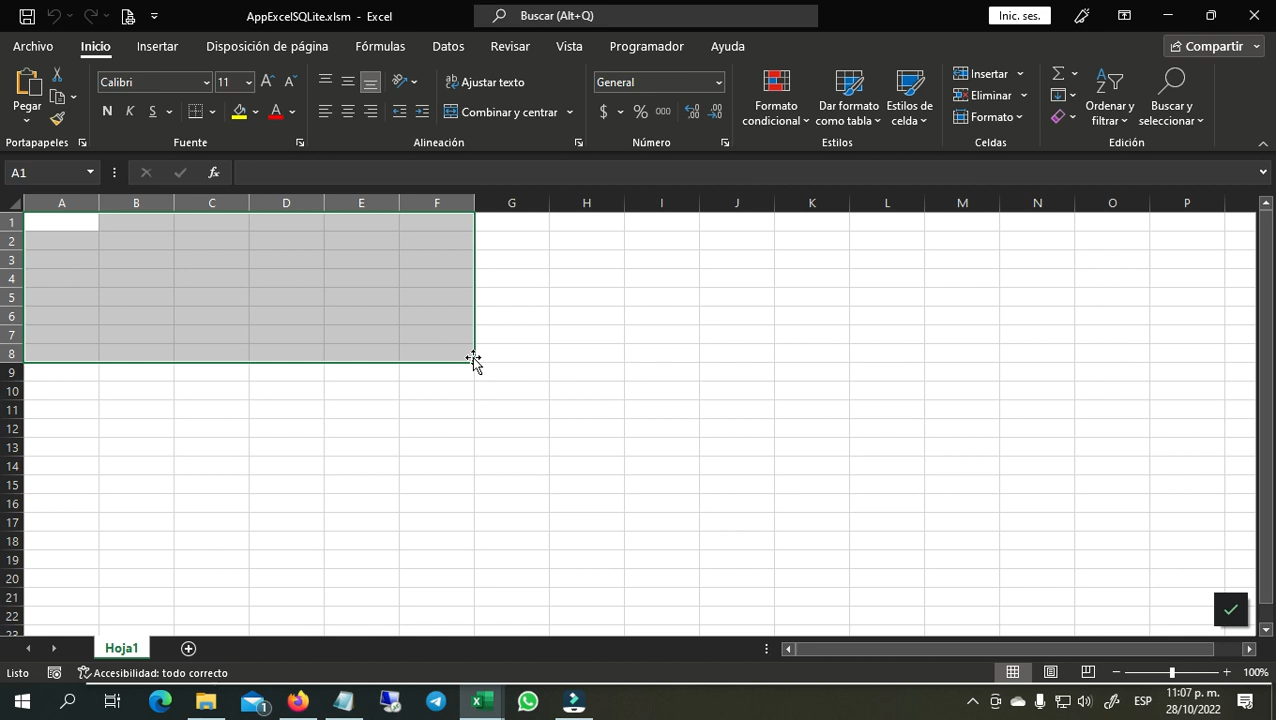 AppExcelSQLite.xlsm - Excel
Buscar (Alt+Q)
Inic. ses.
Archivo Inicio Insertar Disposición de página Fórmulas Datos Revisar Vista Programador Ayuda Compartir
Pegar
Calibri 11
N K S
Ajustar texto
Combinar y centrar
General
$ % 000
Formato condicional
Dar formato como tabla
Estilos de celda
Insertar
Eliminar
Formato
Ordenar y filtrar
Buscar y seleccionar
Portapapeles Fuente Alineación Número Estilos Celdas Edición
A1 fx
A B C D E F G H I J K L M N O P
1
2
3
4
5
6
7
8
9
10
11
12
13
14
15
16
17
18
19
20
21
22
23
Hoja1
Listo Accesibilidad: todo correcto 100%
1 ESP 11:07 p. m.
28/10/2022